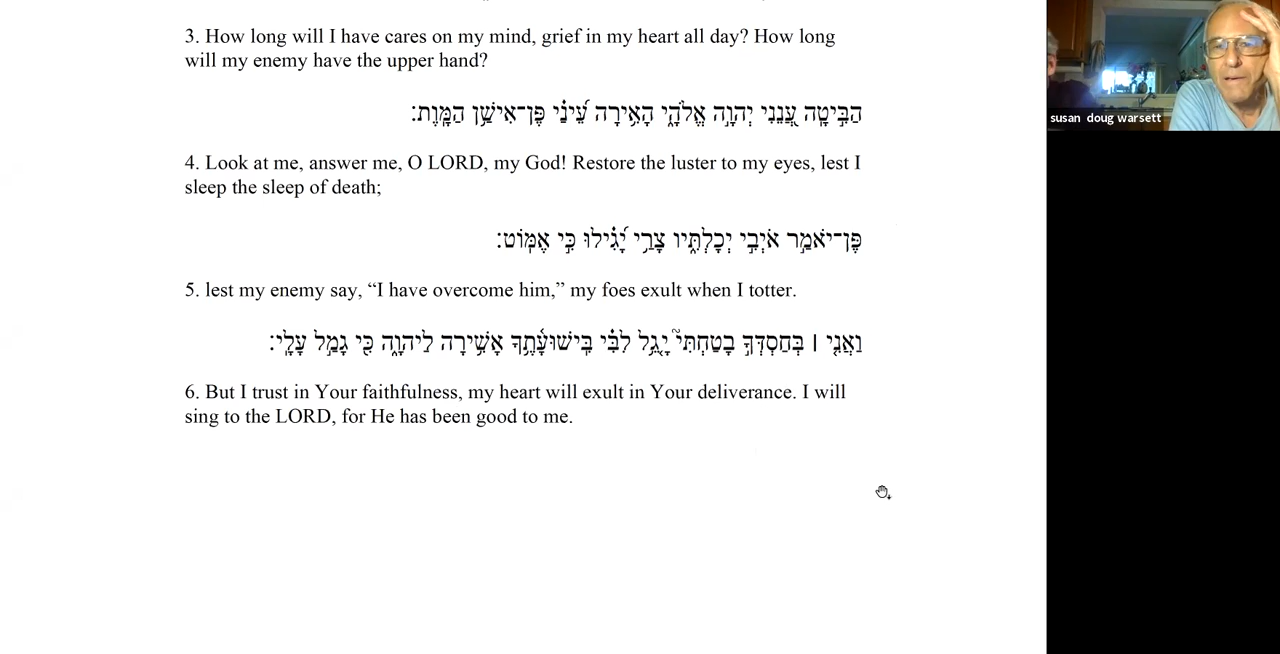 3. How long will I have cares on my mind, grief in my heart all day? How long
will my enemy have the upper hand?
הַבִּ֣יטָֽה עֲ֭נֵנִי יְהוָ֣ה אֱלֹהָ֑י הָאִ֥ירָה עֵ֝ינַ֗י פֶּן־אִישַׁ֥ן הַמָּֽוֶת׃
4. Look at me, answer me, O LORD, my God! Restore the luster to my eyes, lest I
sleep the sleep of death;
פֶּן־יֹאמַ֣ר אֹיְבִ֣י יְכָלְתִּ֑יו צָרַ֥י יָ֝גִ֗ילוּ כִּ֣י אֶמּֽוֹט׃
5. lest my enemy say, “I have overcome him,” my foes exult when I totter.
וַאֲנִ֤י ׀ בְּחַסְדְּךָ֣ בָטַחְתִּי֮ יָ֤גֵ֥ל לִבִּ֗י בִּֽישׁוּעָ֫תֶ֥ךָ אָשִׁ֥ירָה לַיהוָ֑ה כִּ֖י גָמַ֣ל עָלָֽי׃
6. But I trust in Your faithfulness, my heart will exult in Your deliverance. I will
sing to the LORD, for He has been good to me.
susan doug warsett